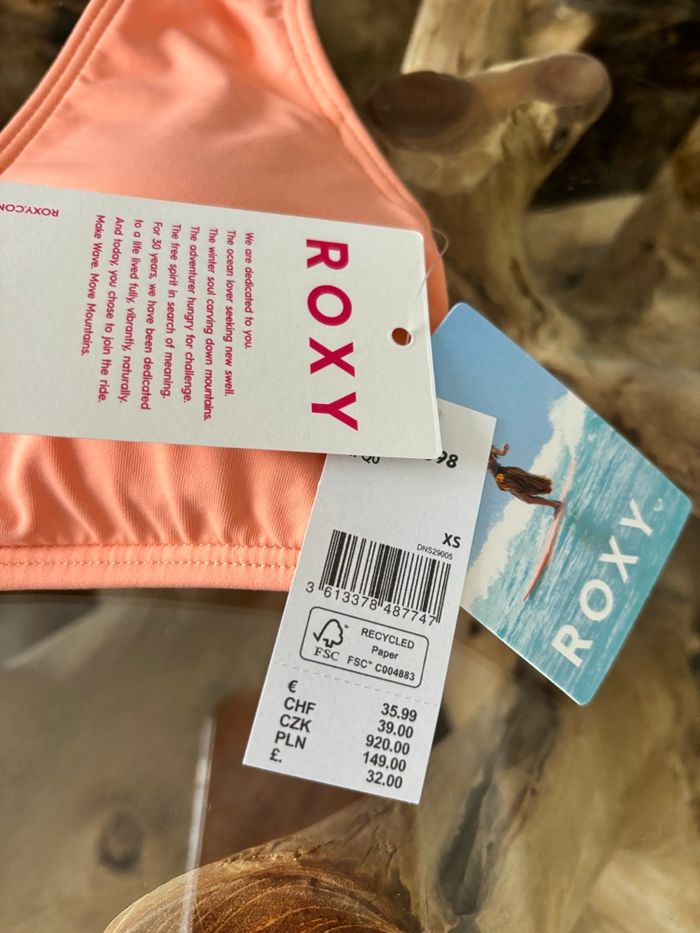 ROXY
We are dedicated to you.
The ocean lover seeking new swell.
The winter soul carving down mountains.
The adventurer hungry for challenge.
The free spirit in search of meaning.
For 30 years, we have been dedicated
to a life lived fully, vibrantly, naturally.
And today, you chose to join the ride.
Make Wave. Move Mountains.
ROXY.CO
98
XS
DNS29005
3 613378 487747
FSC™
RECYCLED
Paper
FSC™ C004883
€ 35.99
CHF 39.00
CZK 920.00
PLN 149.00
£. 32.00
ROXY